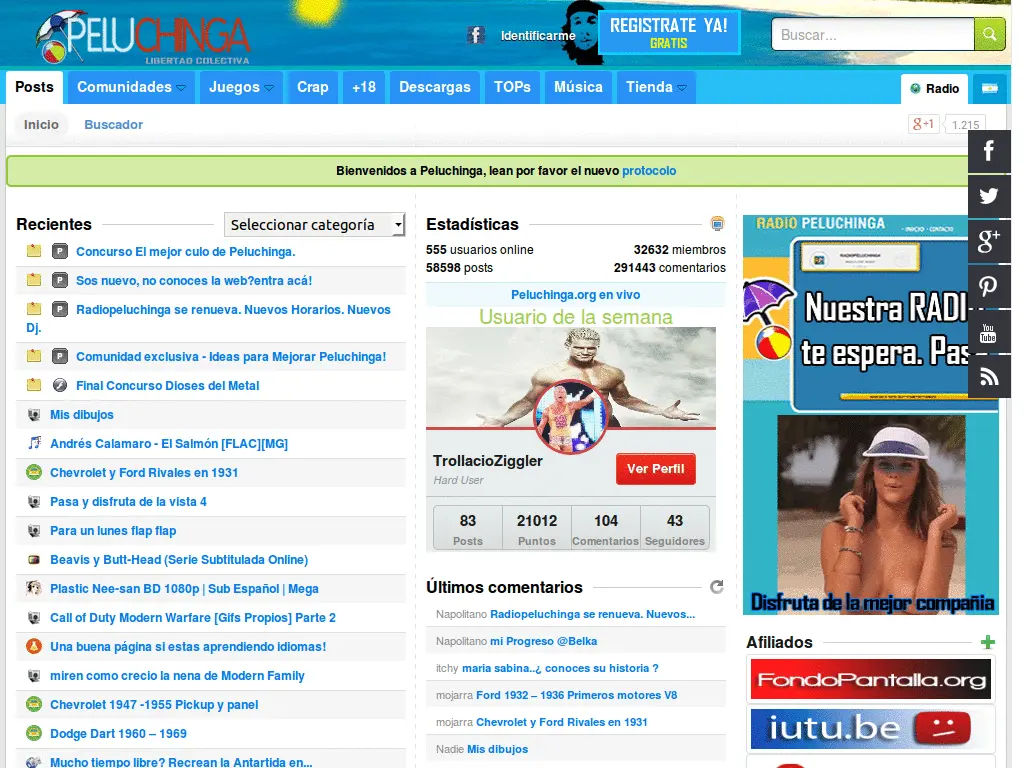 PELUCHINGA
LIBERTAD COLECTIVA
Identificarme
REGISTRATE YA!
GRATIS
Buscar...
Posts
Comunidades
Juegos
Crap
+18
Descargas
TOPs
Música
Tienda
Radio
Inicio
Buscador
g+1
1.215
Bienvenidos a Peluchinga, lean por favor el nuevo protocolo
Recientes
Seleccionar categoría
Concurso El mejor culo de Peluchinga.
Sos nuevo, no conoces la web?entra acá!
Radiopeluchinga se renueva. Nuevos Horarios. Nuevos
Dj.
Comunidad exclusiva - Ideas para Mejorar Peluchinga!
Final Concurso Dioses del Metal
Mis dibujos
Andrés Calamaro - El Salmón [FLAC][MG]
Chevrolet y Ford Rivales en 1931
Pasa y disfruta de la vista 4
Para un lunes flap flap
Beavis y Butt-Head (Serie Subtitulada Online)
Plastic Nee-san BD 1080p | Sub Español | Mega
Call of Duty Modern Warfare [Gifs Propios] Parte 2
Una buena página si estas aprendiendo idiomas!
miren como crecio la nena de Modern Family
Chevrolet 1947 -1955 Pickup y panel
Dodge Dart 1960 – 1969
Mucho tiempo libre? Recrean la Antartida en...
Estadísticas
555 usuarios online
32632 miembros
58598 posts
291443 comentarios
Peluchinga.org en vivo
Usuario de la semana
TrollacioZiggler
Hard User
Ver Perfil
83
Posts
21012
Puntos
104
Comentarios
43
Seguidores
Últimos comentarios
Napolitano Radiopeluchinga se renueva. Nuevos...
Napolitano mi Progreso @Belka
itchy maria sabina..¿ conoces su historia ?
mojarra Ford 1932 – 1936 Primeros motores V8
mojarra Chevrolet y Ford Rivales en 1931
Nadie Mis dibujos
RADIO PELUCHINGA
INICIO
CONTACTO
Nuestra RADI
te espera. Pas
Disfruta de la mejor compañia
You
Tube
Afiliados
FondoPantalla.org
iutu.be